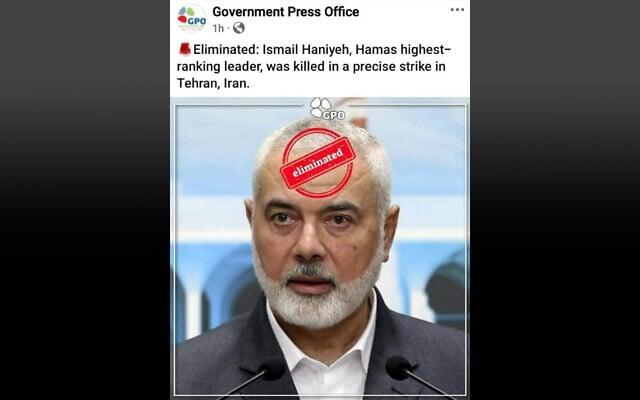 GPO
Government Press Office
1h
Eliminated: Ismail Haniyeh, Hamas highest-
ranking leader, was killed in a precise strike in
Tehran, Iran.
GPO
eliminated